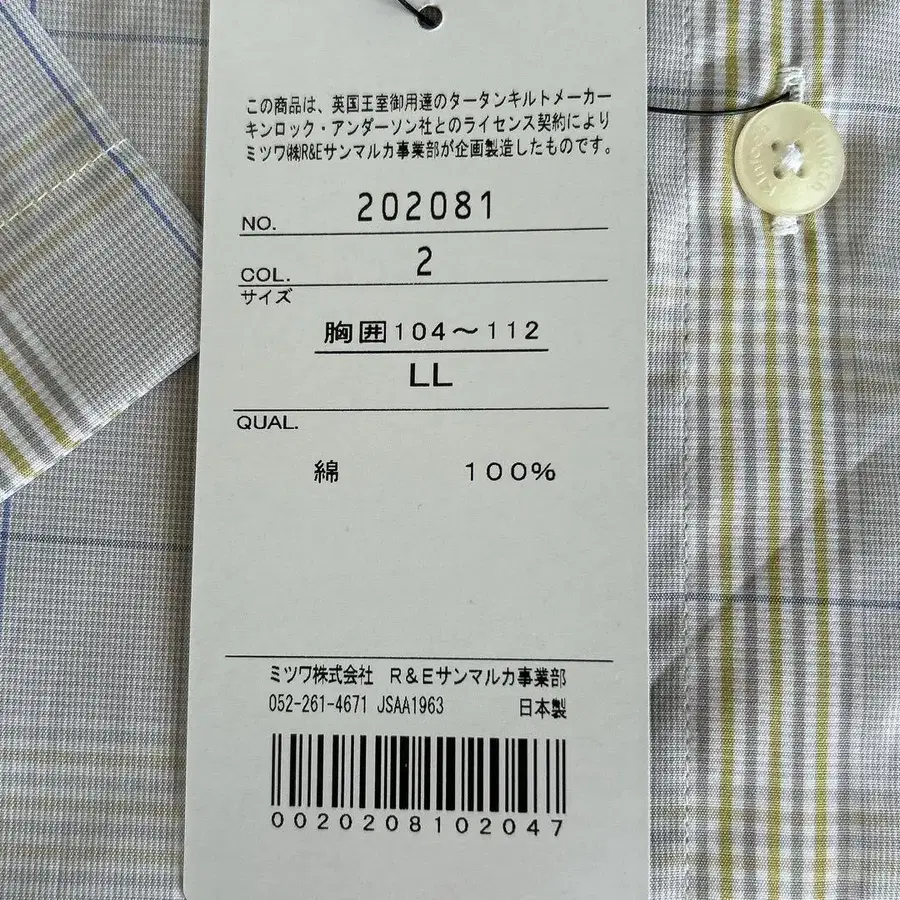 この商品は、英国王室御用達のタータンキルトメーカー
キンロック・アンダーソン社とのライセンス契約により
ミツワ㈱R&Eサンマルカ事業部が企画製造したものです。
NO. 202081
COL. 2
サイズ
胸囲104〜112
LL
QUAL.
綿 100%
ミツワ株式会社 R&Eサンマルカ事業部
052-261-4671 JSAA1963 日本製
0020208102047